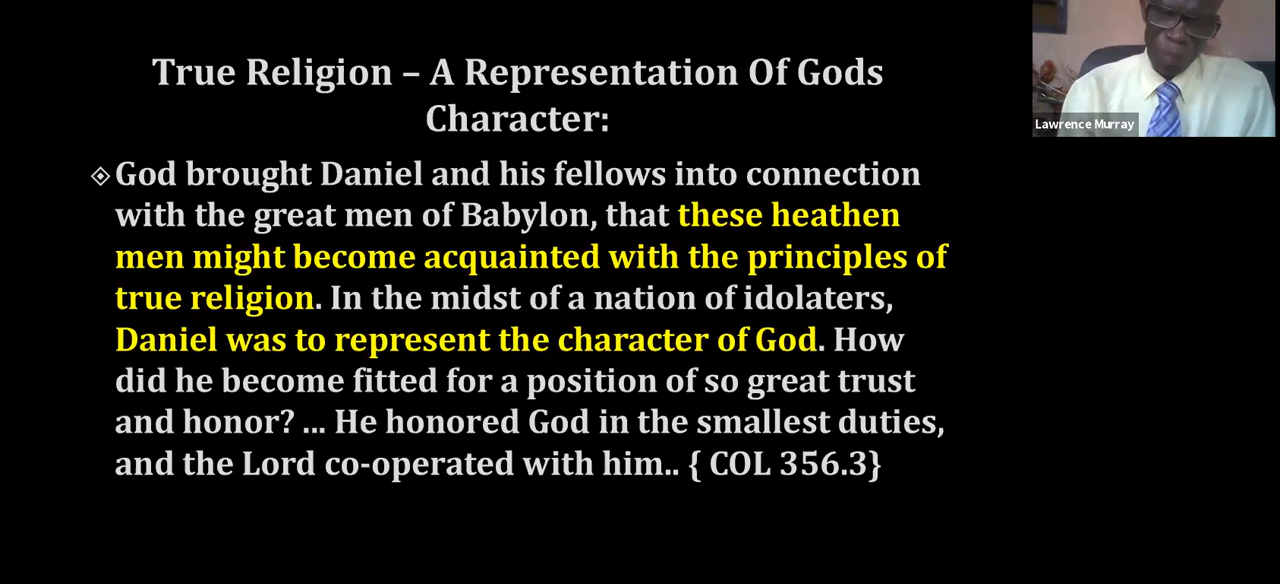 True Religion – A Representation Of Gods
Character:
God brought Daniel and his fellows into connection
with the great men of Babylon, that these heathen
men might become acquainted with the principles of
true religion. In the midst of a nation of idolaters,
Daniel was to represent the character of God. How
did he become fitted for a position of so great trust
and honor? ... He honored God in the smallest duties,
and the Lord co-operated with him.. { COL 356.3}
Lawrence Murray